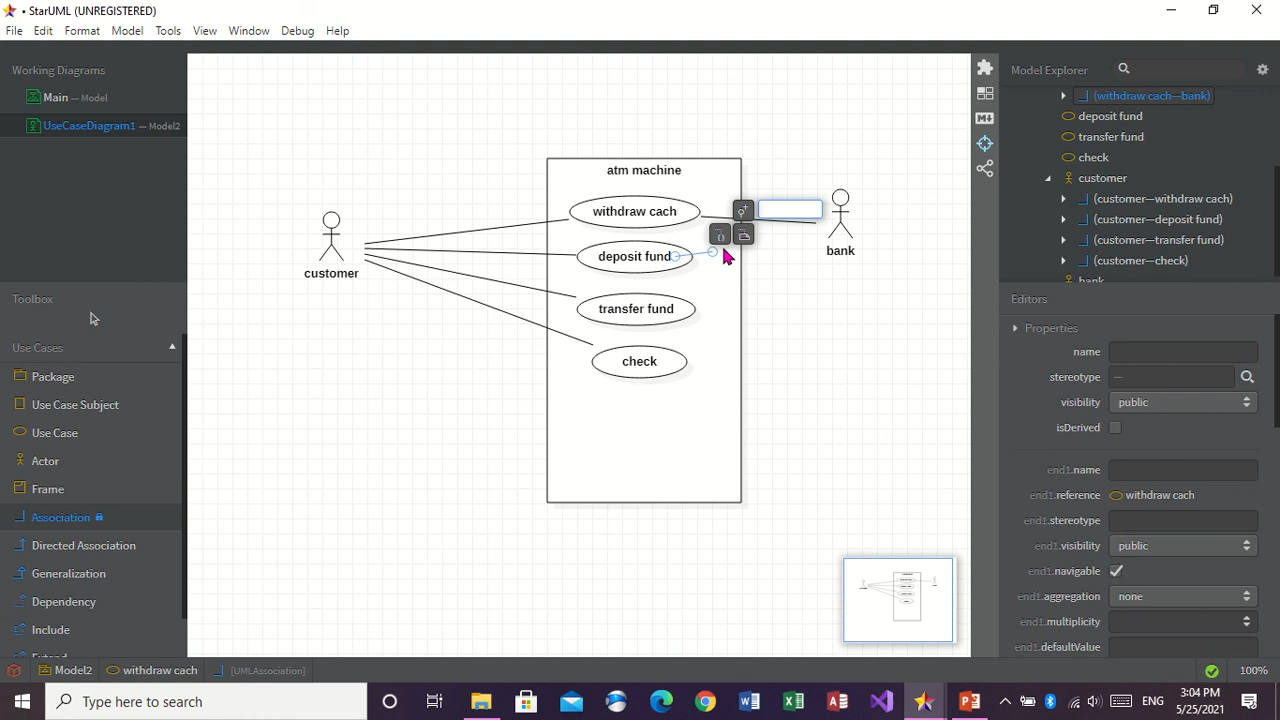 • StarUML (UNREGISTERED)
File Edit Format Model Tools View Window Debug Help
Working Diagrams
Main — Model
UseCaseDiagram1 — Model2
Toolbox
Use Cases
Package
Use Case Subject
Use Case
Actor
Frame
Association
Directed Association
Generalization
Dependency
Include
Extend
atm machine
withdraw cach
deposit fund
transfer fund
check
customer
bank
Model Explorer
(withdraw cach—bank)
deposit fund
transfer fund
check
customer
(customer—withdraw cach)
(customer—deposit fund)
(customer—transfer fund)
(customer—check)
bank
Editors
Properties
name
stereotype —
visibility public
isDerived
end1.name
end1.reference withdraw cach
end1.stereotype
end1.visibility public
end1.navigable
end1.aggregation none
end1.multiplicity
end1.defaultValue
Model2 withdraw cach [UMLAssociation]
100%
Type here to search
ENG
3:04 PM
5/25/2021